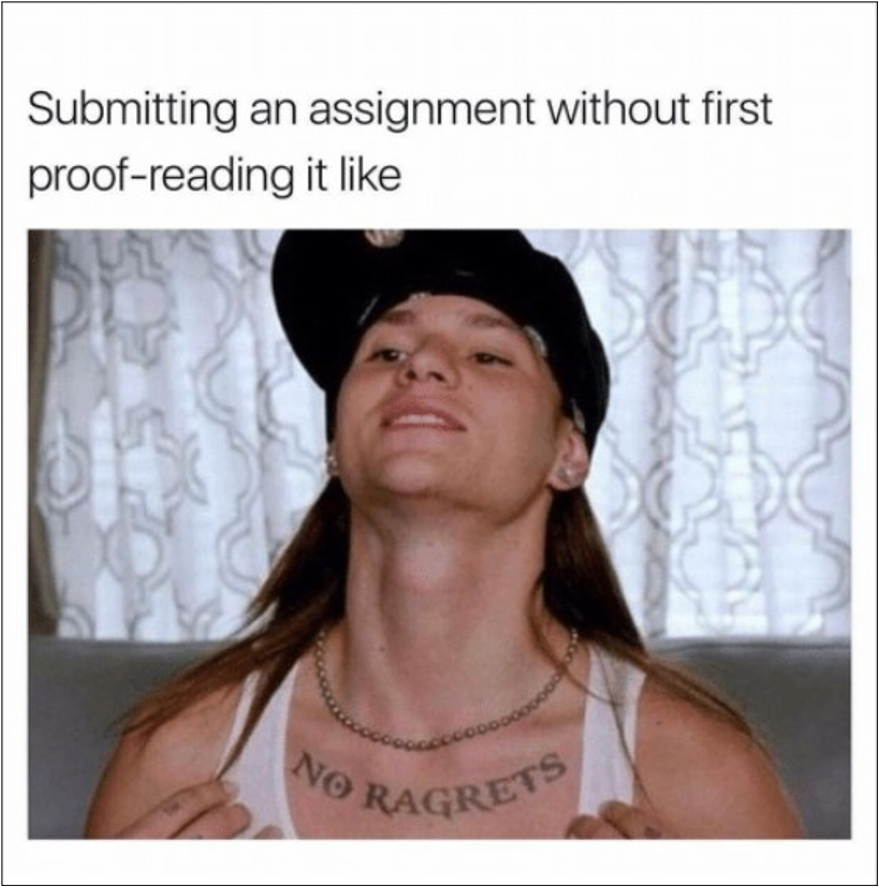 Submitting an assignment without first
proof-reading it like
NO RAGRETS